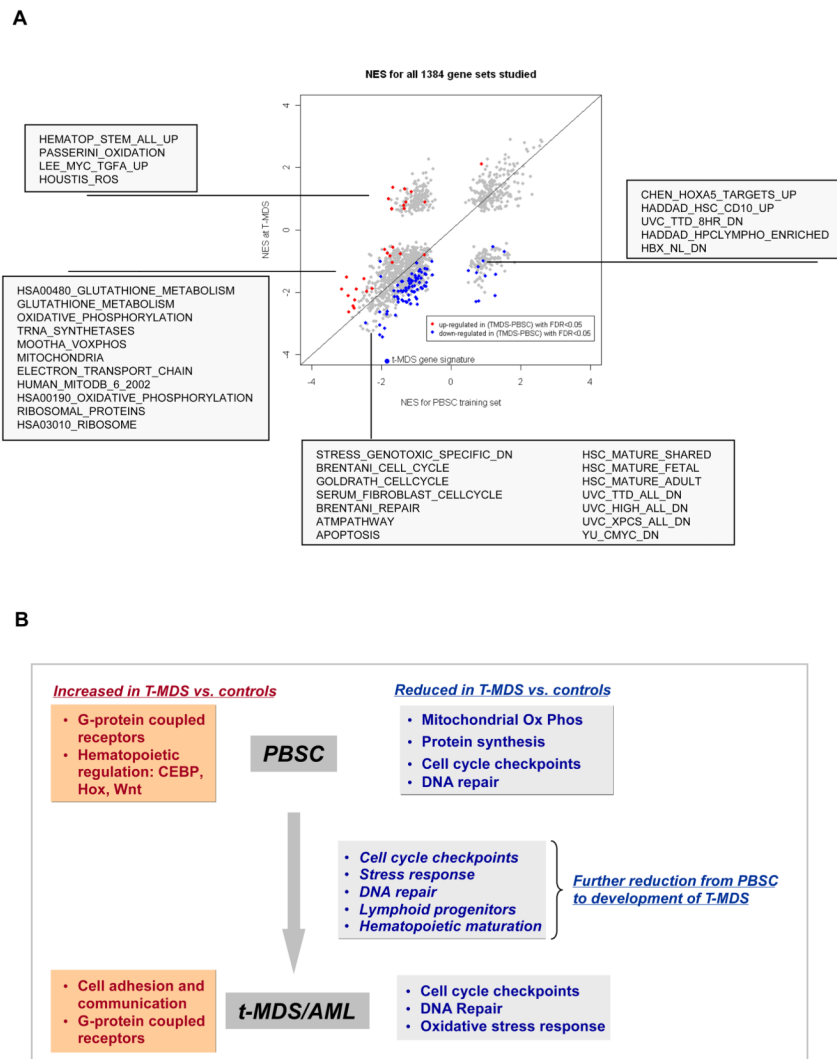 A
NES for all 1384 gene sets studied
HEMATOP_STEM_ALL_UP
PASSERINI_OXIDATION
LEE_MYC_TGFA_UP
HOUSTIS_ROS
CHEN_HOXA5_TARGETS_UP
HADDAD_HSC_CD10_UP
UVC_TTD_8HR_DN
HADDAD_HPCLYMPHO_ENRICHED
HBX_NL_DN
HSA00480_GLUTATHIONE_METABOLISM
GLUTATHIONE_METABOLISM
OXIDATIVE_PHOSPHORYLATION
TRNA_SYNTHETASES
MOOTHA_VOXPHOS
MITOCHONDRIA
ELECTRON_TRANSPORT_CHAIN
HUMAN_MITODB_6_2002
HSA00190_OXIDATIVE_PHOSPHORYLATION
RIBOSOMAL_PROTEINS
HSA03010_RIBOSOME
NES at T-MDS
4
2
0
-2
-4
up-regulated in (TMDS-PBSC) with FDR<0.05
down-regulated in (TMDS-PBSC) with FDR<0.05
t-MDS gene signature
-4 -2 0 2 4
NES for PBSC training set
STRESS_GENOTOXIC_SPECIFIC_DN
BRENTANI_CELL_CYCLE
GOLDRATH_CELLCYCLE
SERUM_FIBROBLAST_CELLCYCLE
BRENTANI_REPAIR
ATMPATHWAY
APOPTOSIS
HSC_MATURE_SHARED
HSC_MATURE_FETAL
HSC_MATURE_ADULT
UVC_TTD_ALL_DN
UVC_HIGH_ALL_DN
UVC_XPCS_ALL_DN
YU_CMYC_DN
B
Increased in T-MDS vs. controls
• G-protein coupled
receptors
• Hematopoietic
regulation: CEBP,
Hox, Wnt
PBSC
Reduced in T-MDS vs. controls
• Mitochondrial Ox Phos
• Protein synthesis
• Cell cycle checkpoints
• DNA repair
• Cell cycle checkpoints
• Stress response
• DNA repair
• Lymphoid progenitors
• Hematopoietic maturation
Further reduction from PBSC
to development of T-MDS
• Cell adhesion and
communication
• G-protein coupled
receptors
t-MDS/AML
• Cell cycle checkpoints
• DNA Repair
• Oxidative stress response